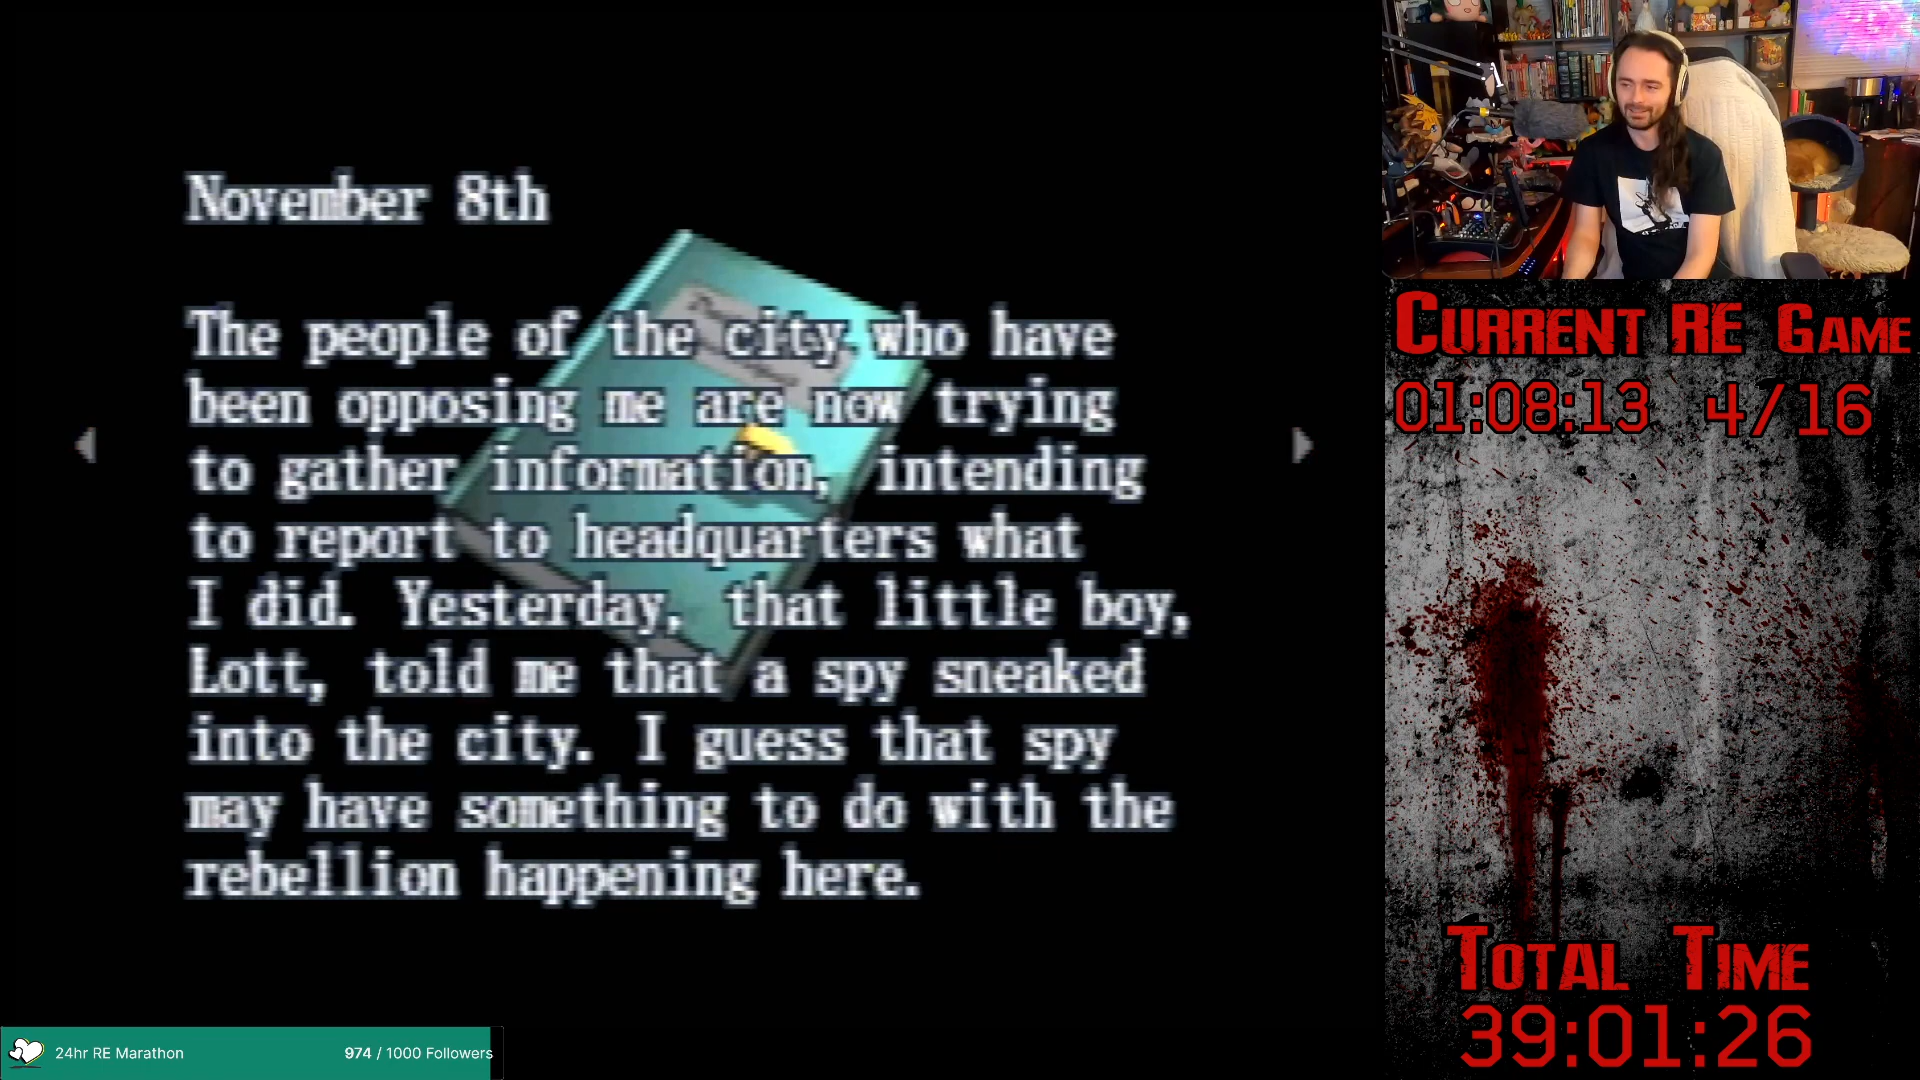 November 8th
The people of the city who have
been opposing me are now trying
to gather information, intending
to report to headquarters what
I did. Yesterday, that little boy,
Lott, told me that a spy sneaked
into the city. I guess that spy
may have something to do with the
rebellion happening here.
Current RE Game
01:08:13 4/16
Total Time
39:01:26
24hr RE Marathon 974 / 1000 Followers